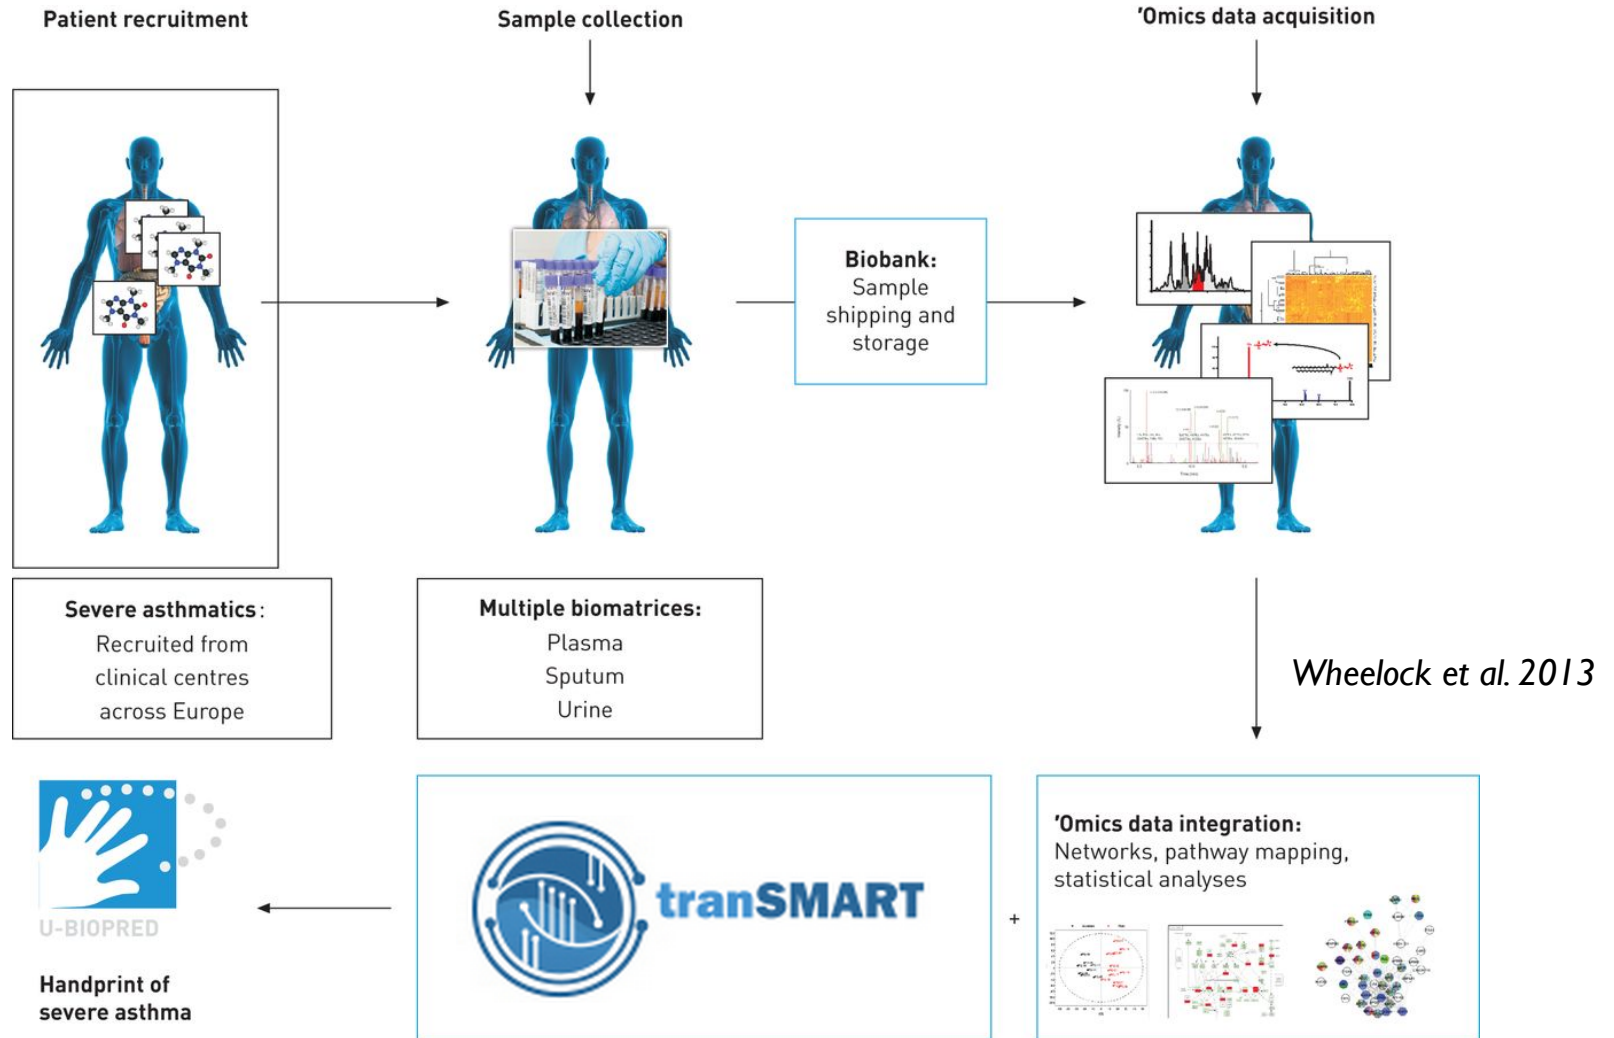 Patient recruitment
Sample collection
'Omics data acquisition
Biobank:
Sample
shipping and
storage
Severe asthmatics:
Recruited from
clinical centres
across Europe
Multiple biomatrices:
Plasma
Sputum
Urine
Wheelock et al. 2013
U-BIOPRED
Handprint of
severe asthma
tranSMART
+
'Omics data integration:
Networks, pathway mapping,
statistical analyses